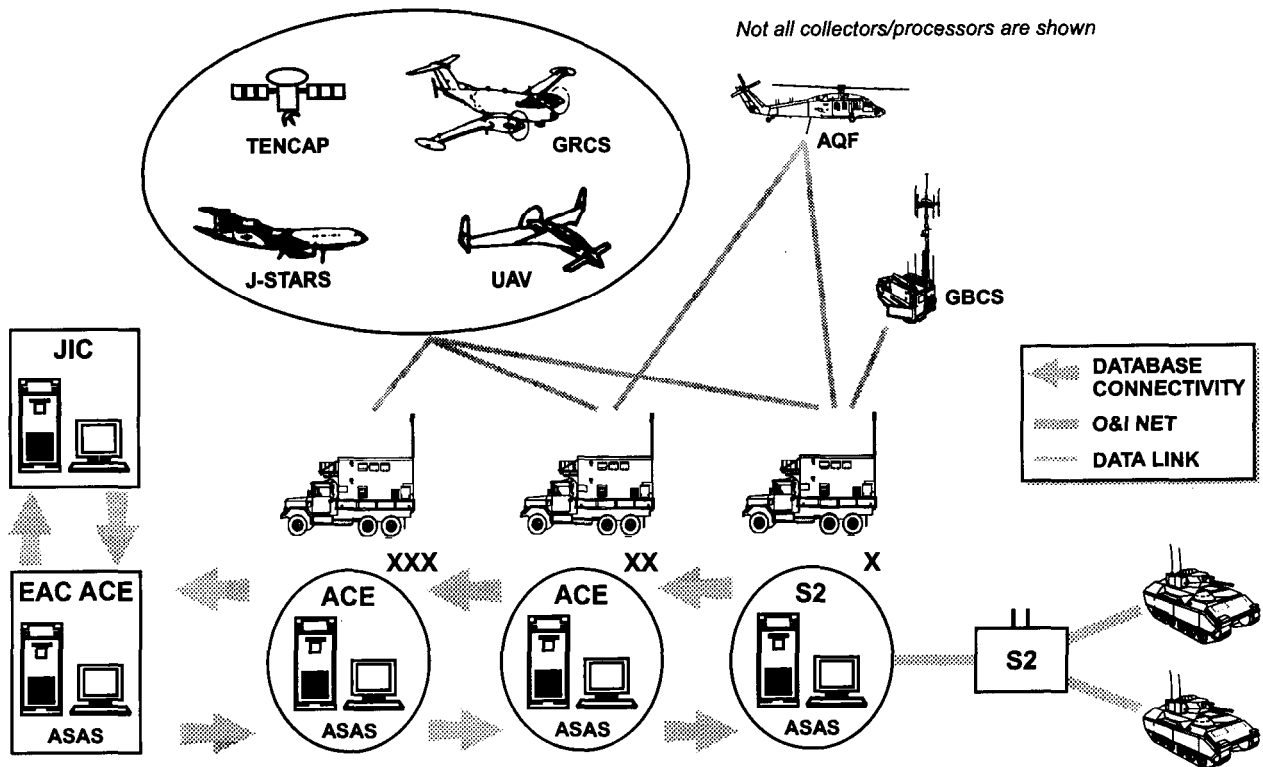 Not all collectors/processors are shown
TENCAP
GRCS
AQF
J-STARS
UAV
GBCS
JIC
DATABASE
CONNECTIVITY
O&I NET
DATA LINK
XXX
XX
X
EAC ACE
ACE
ACE
S2
S2
ASAS
ASAS
ASAS
ASAS